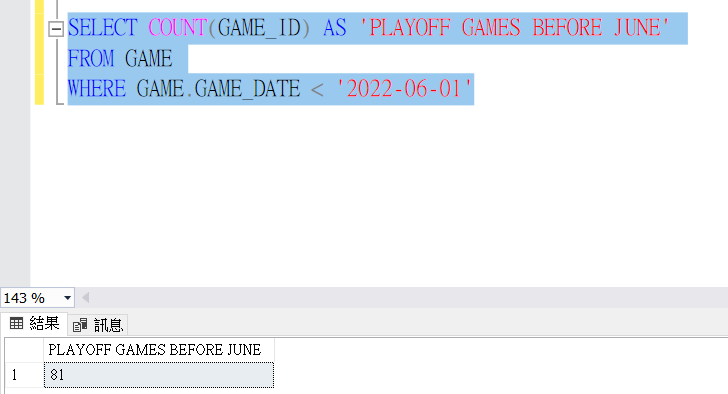 SELECT COUNT(GAME_ID) AS 'PLAYOFF GAMES BEFORE JUNE'
FROM GAME
WHERE GAME.GAME_DATE < '2022-06-01'
143 %
結果 訊息
PLAYOFF GAMES BEFORE JUNE
1 81